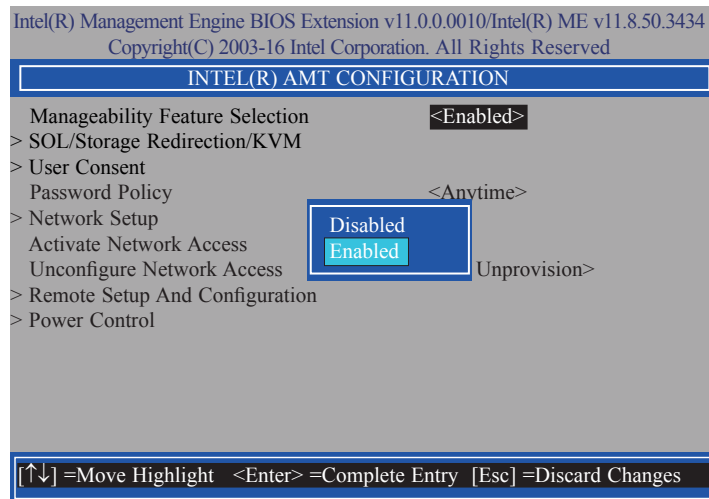 Intel(R) Management Engine BIOS Extension v11.0.0.0010/Intel(R) ME v11.8.50.3434
Copyright(C) 2003-16 Intel Corporation. All Rights Reserved
INTEL(R) AMT CONFIGURATION
Manageability Feature Selection <Enabled>
> SOL/Storage Redirection/KVM
> User Consent
Password Policy <Anytime>
> Network Setup
Disabled
Activate Network Access
Enabled
Unconfigure Network Access Unprovision>
> Remote Setup And Configuration
> Power Control
[↑↓] =Move Highlight <Enter> =Complete Entry [Esc] =Discard Changes